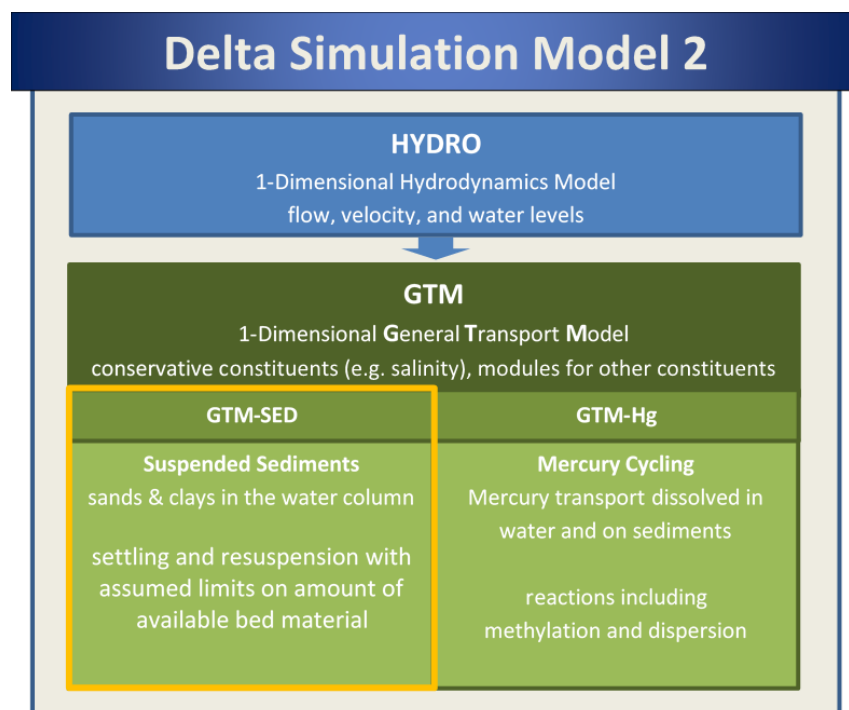 Delta Simulation Model 2
HYDRO
1-Dimensional Hydrodynamics Model
flow, velocity, and water levels
GTM
1-Dimensional General Transport Model
conservative constituents (e.g. salinity), modules for other constituents
GTM-SED
Suspended Sediments
sands & clays in the water column
settling and resuspension with
assumed limits on amount of
available bed material
GTM-Hg
Mercury Cycling
Mercury transport dissolved in
water and on sediments
reactions including
methylation and dispersion